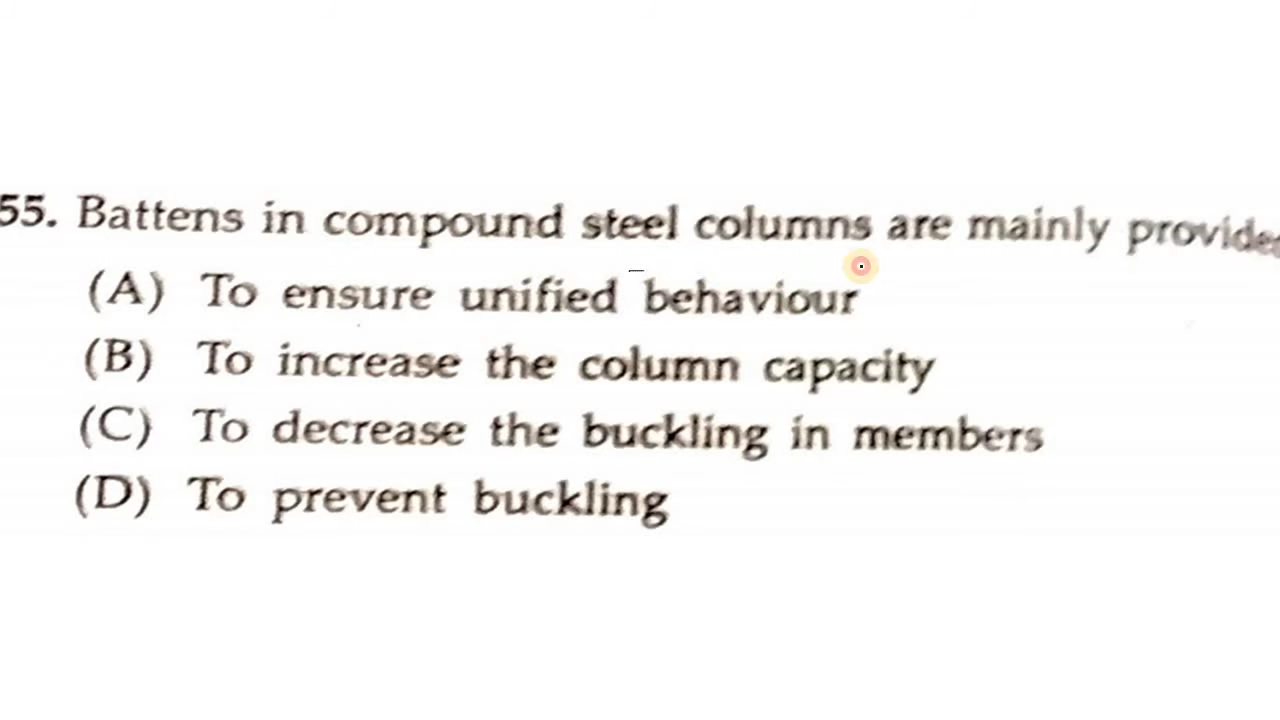 55. Battens in compound steel columns are mainly provided
(A) To ensure unified behaviour
(B) To increase the column capacity
(C) To decrease the buckling in members
(D) To prevent buckling